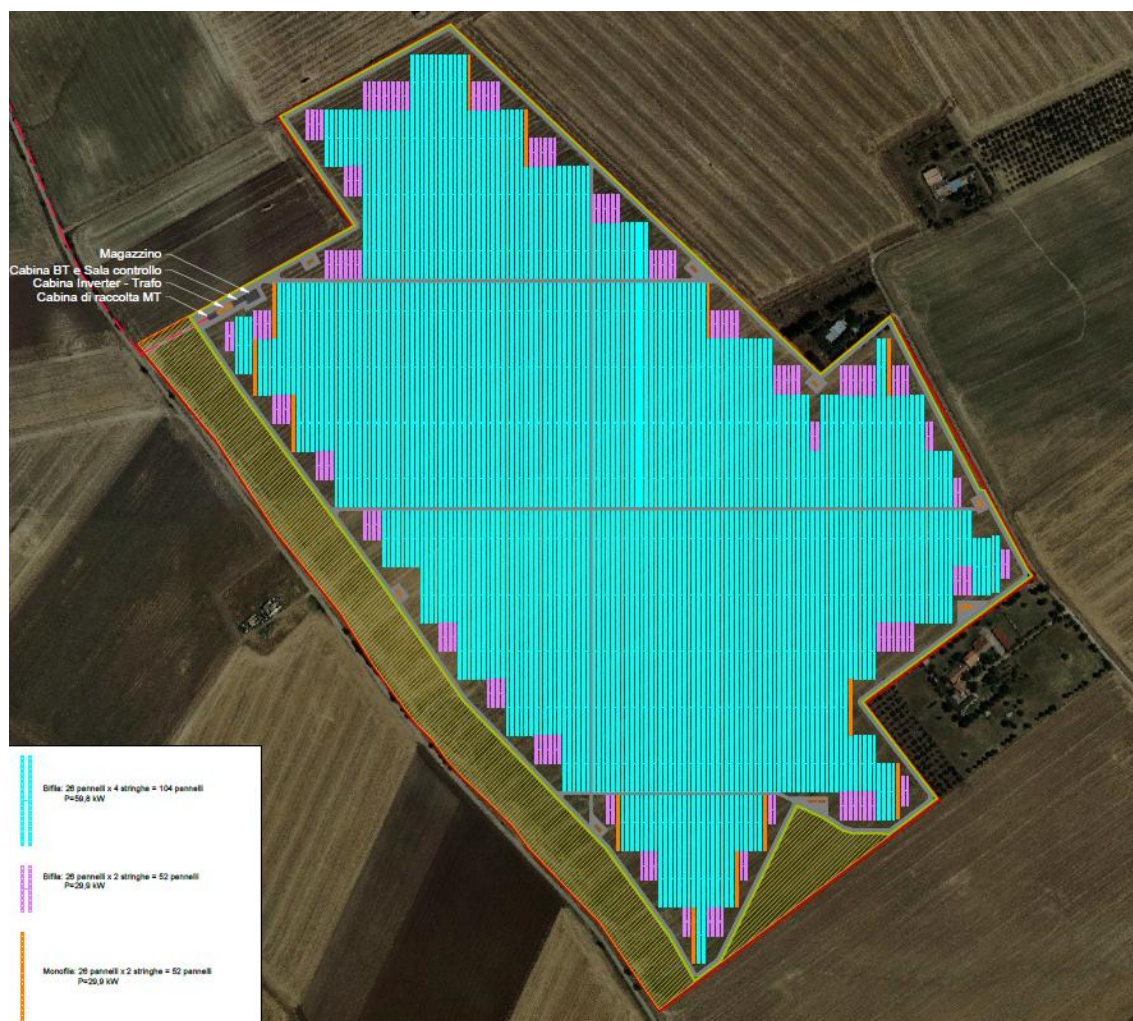 Magazzino
Cabina BT e Sala controllo
Cabina Inverter - Trafo
Cabina di raccolta MT
Bifila: 26 pannelli x 4 stringhe = 104 pannelli
P=59,8 kW
Bifila: 26 pannelli x 2 stringhe = 52 pannelli
P=29,9 kW
Monofila: 26 pannelli x 2 stringhe = 52 pannelli
P=29,9 kW